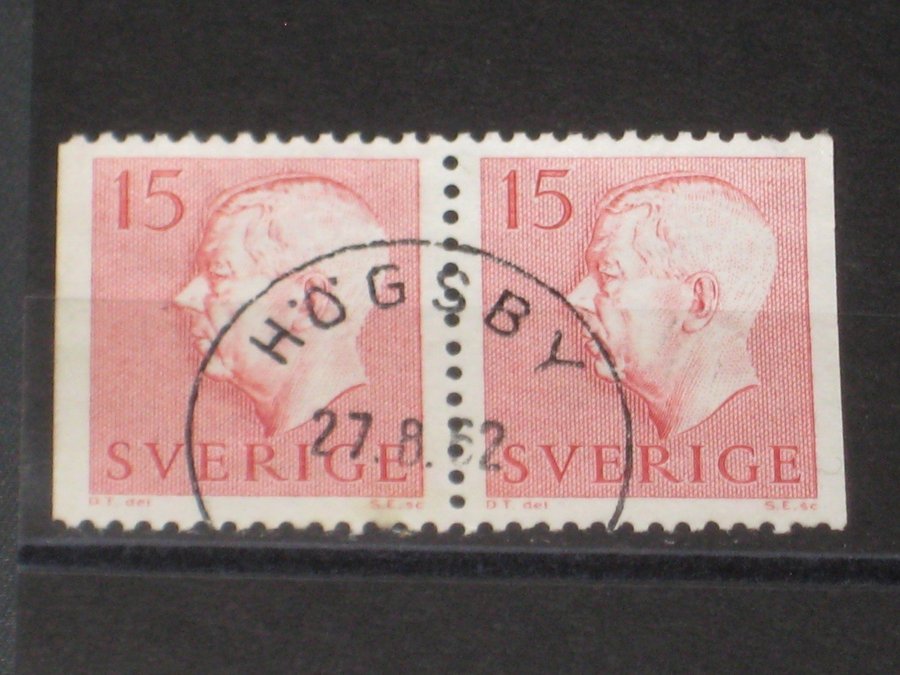 15 15
HÖGSBY
27.8.62
SVERIGE SVERIGE
D T. del S.E. sc D T. del S.E. sc